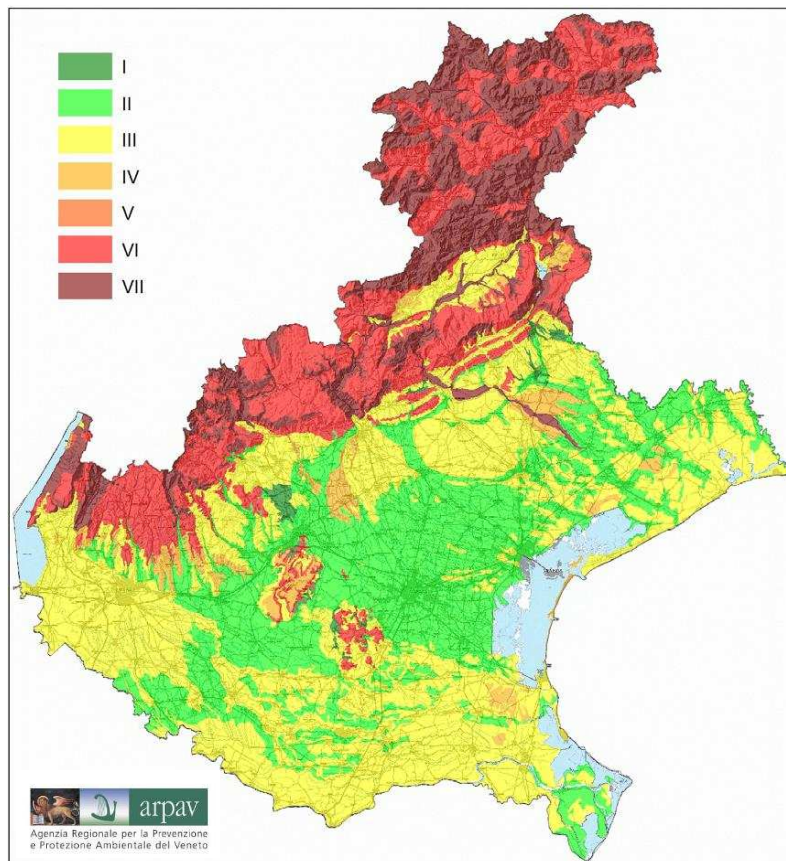 I
II
III
IV
V
VI
VII
arpav
Agenzia Regionale per la Prevenzione
e Protezione Ambientale del Veneto